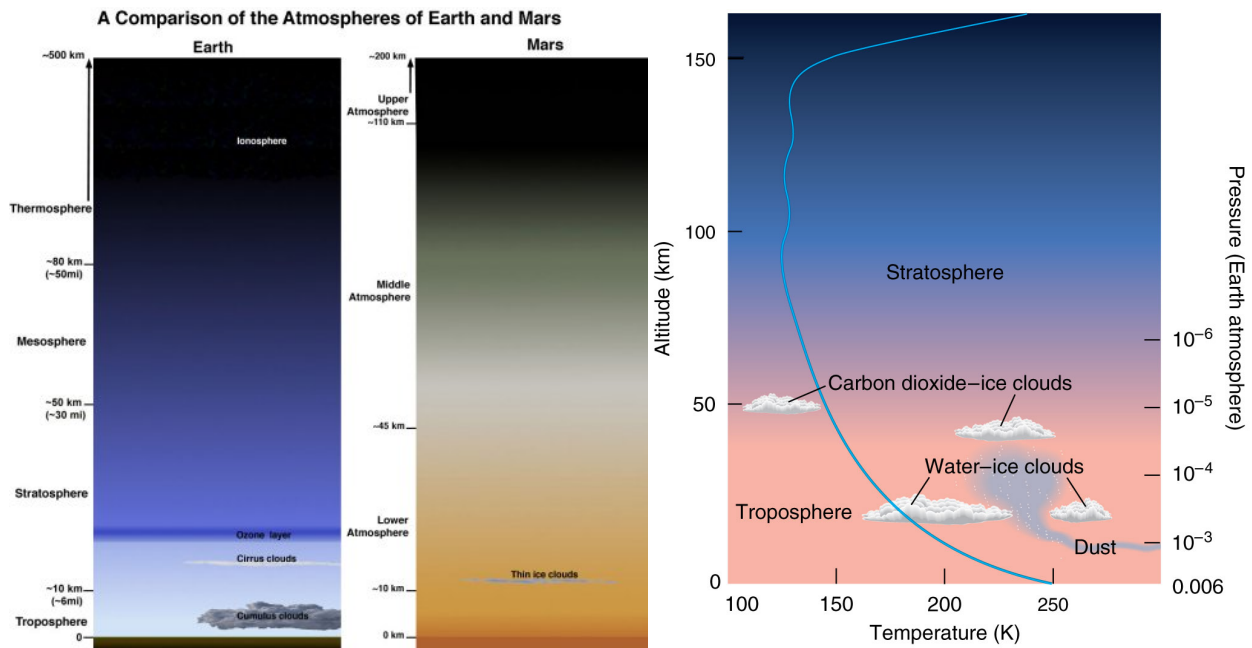 A Comparison of the Atmospheres of Earth and Mars
Earth
~500 km
Ionosphere
Thermosphere
~80 km
(~50mi)
Mesosphere
~50 km
(~30 mi)
Stratosphere
Ozone layer
Cirrus clouds
~10 km
(~6mi)
Troposphere
Cumulus clouds
0
Mars
~200 km
Upper
Atmosphere
~110 km
Middle
Atmosphere
~45 km
Lower
Atmosphere
Thin ice clouds
~10 km
0 km
150
100
50
0
Altitude (km)
Stratosphere
Carbon dioxide–ice clouds
Water–ice clouds
Troposphere
Dust
10⁻⁶
10⁻⁵
10⁻⁴
10⁻³
0.006
Pressure (Earth atmosphere)
100 150 200 250
Temperature (K)